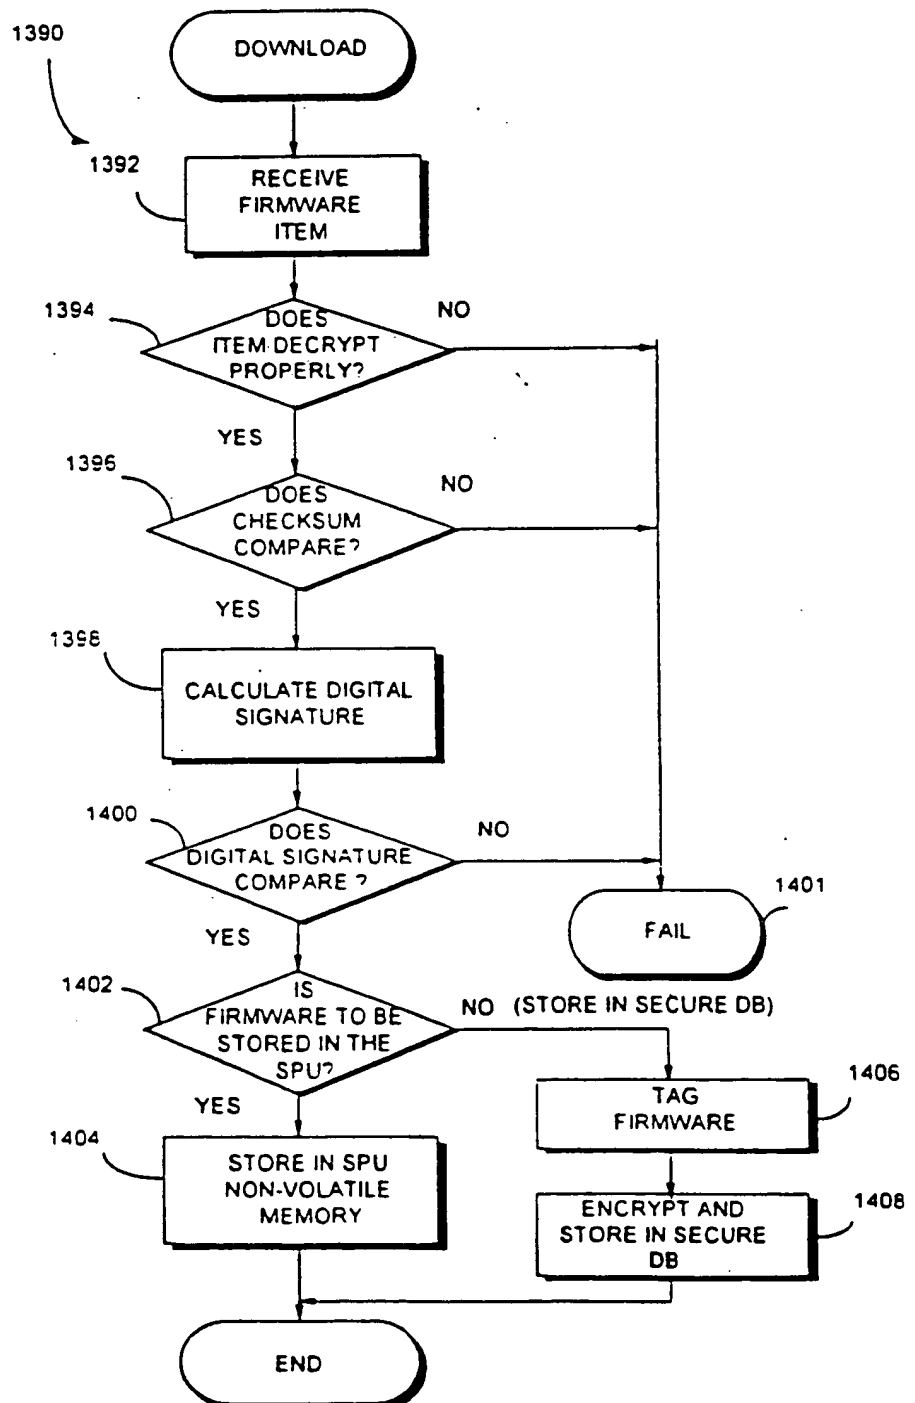 1390
DOWNLOAD
1392
RECEIVE
FIRMWARE
ITEM
1394
DOES
ITEM DECRYPT
PROPERLY?
NO
YES
1396
DOES
CHECKSUM
COMPARE?
NO
YES
1398
CALCULATE DIGITAL
SIGNATURE
1400
DOES
DIGITAL SIGNATURE
COMPARE ?
NO
1401
FAIL
YES
1402
IS
FIRMWARE TO BE
STORED IN THE
SPU?
NO (STORE IN SECURE DB)
1406
TAG
FIRMWARE
YES
1404
STORE IN SPU
NON-VOLATILE
MEMORY
1408
ENCRYPT AND
STORE IN SECURE
DB
END